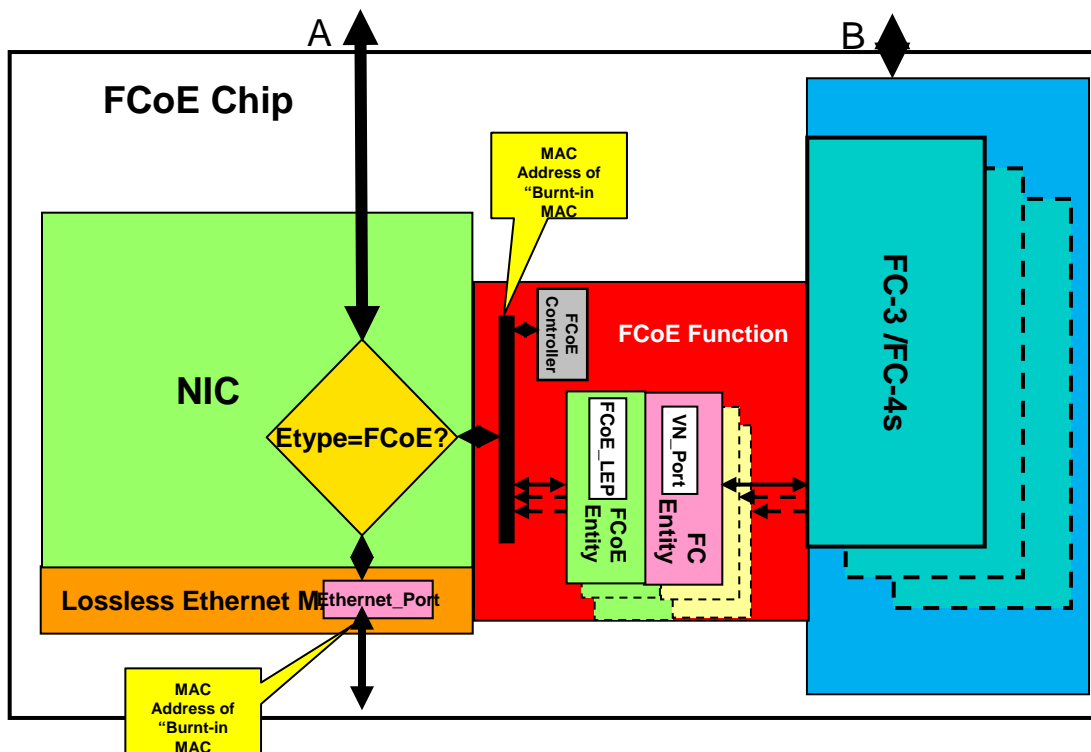 A
B
FCoE Chip
MAC
Address of
“Burnt-in
MAC
FCoE
Controller
FCoE Function
FC-3 /FC-4s
NIC
Etype=FCoE?
FCoE_LEP
FCoE
Entity
VN_Port
FC
Entity
Lossless Ethernet M
Ethernet_Port
MAC
Address of
“Burnt-in
MAC